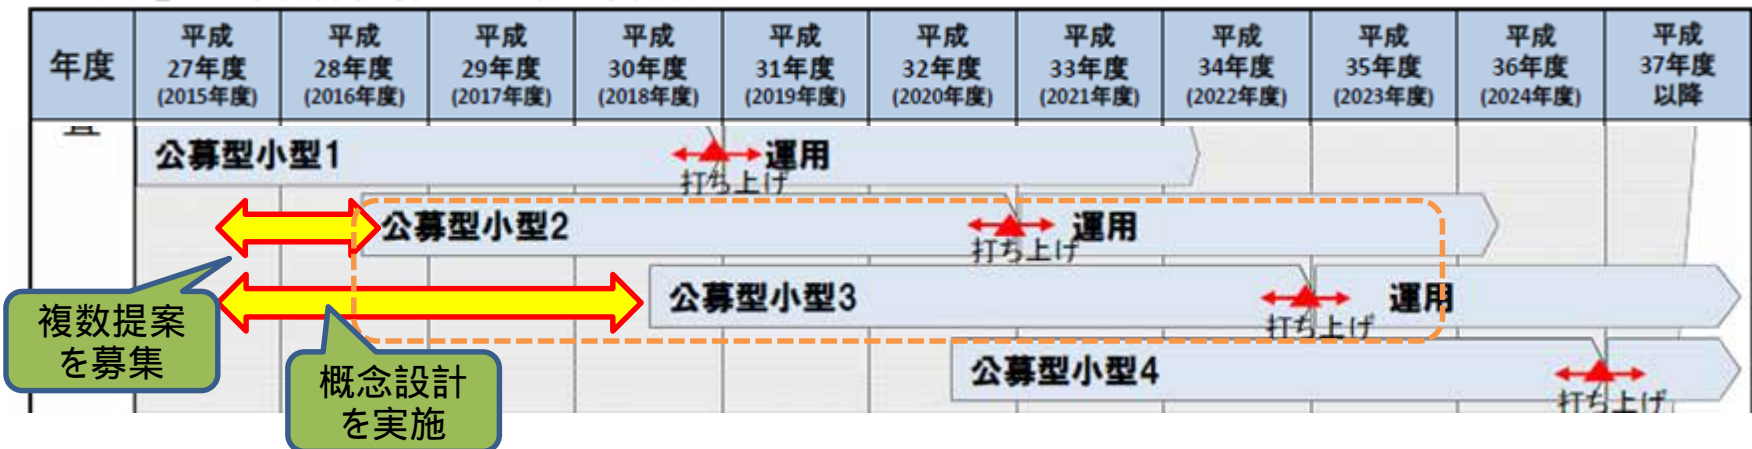 年度
平成
27年度
(2015年度)
平成
28年度
(2016年度)
平成
29年度
(2017年度)
平成
30年度
(2018年度)
平成
31年度
(2019年度)
平成
32年度
(2020年度)
平成
33年度
(2021年度)
平成
34年度
(2022年度)
平成
35年度
(2023年度)
平成
36年度
(2024年度)
平成
37年度
以降
公募型小型1
運用
打ち上げ
公募型小型2
運用
打ち上げ
公募型小型3
運用
打ち上げ
公募型小型4
打ち上げ
複数提案
を募集
概念設計
を実施